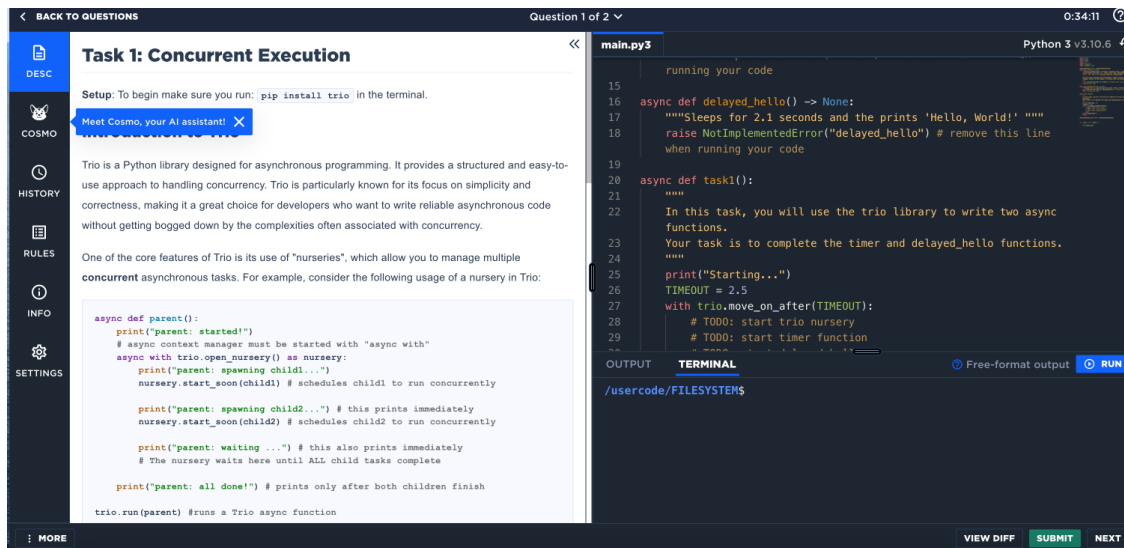 BACK TO QUESTIONS
Question 1 of 2
0:34:11
DESC
COSMO
HISTORY
RULES
INFO
SETTINGS
Task 1: Concurrent Execution
Setup: To begin make sure you run: pip install trio in the terminal.
Meet Cosmo, your AI assistant!
Trio is a Python library designed for asynchronous programming. It provides a structured and easy-to-
use approach to handling concurrency. Trio is particularly known for its focus on simplicity and
correctness, making it a great choice for developers who want to write reliable asynchronous code
without getting bogged down by the complexities often associated with concurrency.
One of the core features of Trio is its use of "nurseries", which allow you to manage multiple
concurrent asynchronous tasks. For example, consider the following usage of a nursery in Trio:
async def parent():
print("parent: started!")
# async context manager must be started with "async with"
async with trio.open_nursery() as nursery:
print("parent: spawning child1...")
nursery.start_soon(child1) # schedules child1 to run concurrently
print("parent: spawning child2...") # this prints immediately
nursery.start_soon(child2) # schedules child2 to run concurrently
print("parent: waiting ...") # this also prints immediately
# The nursery waits here until ALL child tasks complete
print("parent: all done!") # prints only after both children finish
trio.run(parent) #runs a Trio async function
main.py3
Python 3 v3.10.6
running your code
15
16 async def delayed_hello() -> None:
17 """Sleeps for 2.1 seconds and the prints 'Hello, World!' """
18 raise NotImplementedError("delayed_hello") # remove this line
when running your code
19
20 async def task1():
21 """
22 In this task, you will use the trio library to write two async
functions.
23 Your task is to complete the timer and delayed_hello functions.
24 """
25 print("Starting...")
26 TIMEOUT = 2.5
27 with trio.move_on_after(TIMEOUT):
28 # TODO: start trio nursery
29 # TODO: start timer function
OUTPUT
TERMINAL
Free-format output
RUN
/usercode/FILESYSTEM$
MORE
VIEW DIFF
SUBMIT
NEXT